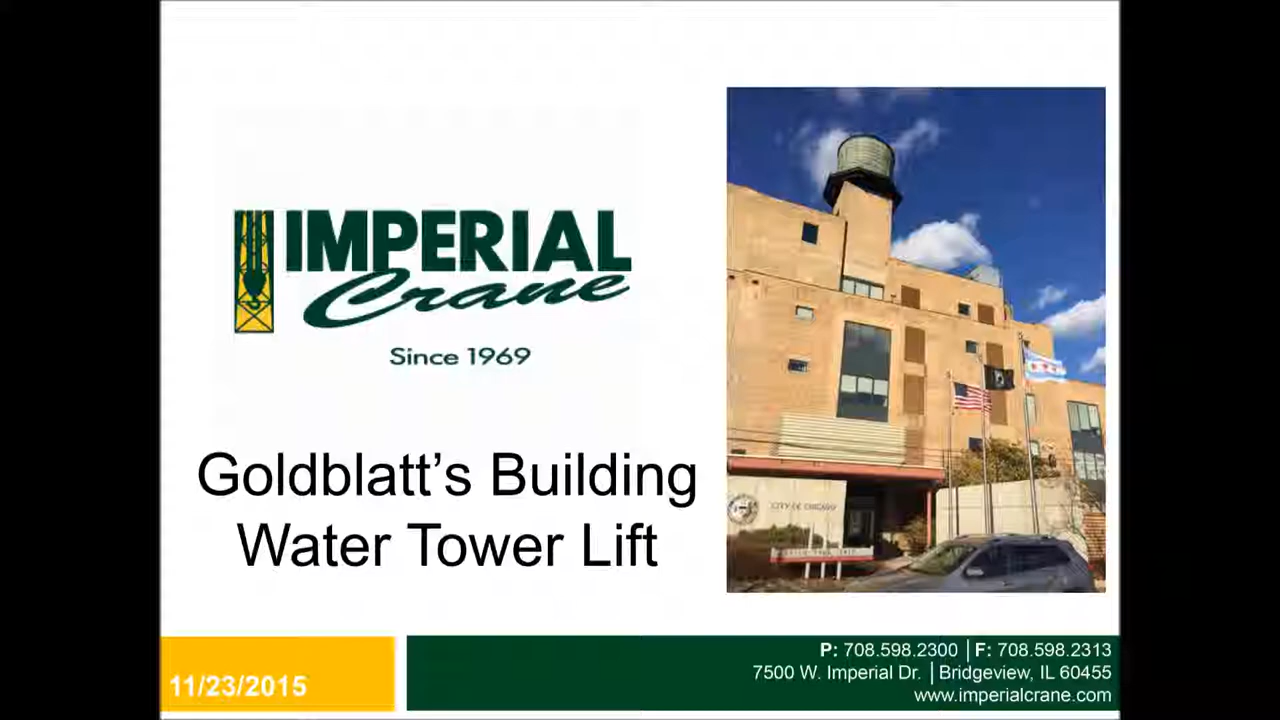 IMPERIAL
Crane
Since 1969
Goldblatt's Building
Water Tower Lift
CITY OF CHICAGO
11/23/2015
P: 708.598.2300 | F: 708.598.2313
7500 W. Imperial Dr. | Bridgeview, IL 60455
www.imperialcrane.com